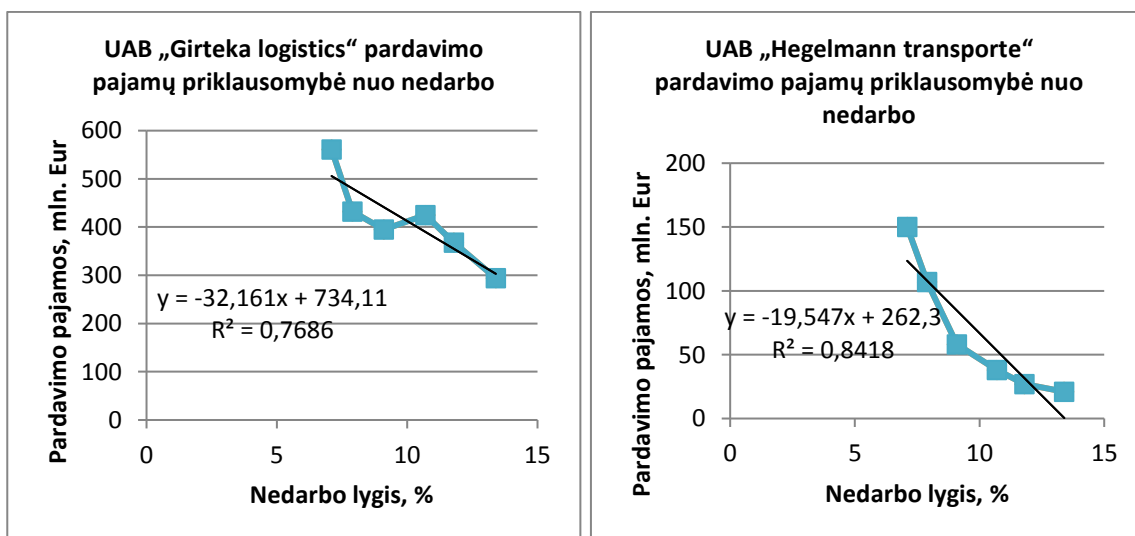 UAB „Girteka logistics“ pardavimo
pajamų priklausomybė nuo nedarbo
Pardavimo pajamos, mln. Eur
600
500
400
300
200
100
0
y = -32,161x + 734,11
R² = 0,7686
0 5 10 15
Nedarbo lygis, %
UAB „Hegelmann transporte“
pardavimo pajamų priklausomybė nuo
nedarbo
Pardavimo pajamos, mln. Eur
200
150
100
50
0
y = -19,547x + 262,3
R² = 0,8418
0 5 10 15
Nedarbo lygis, %